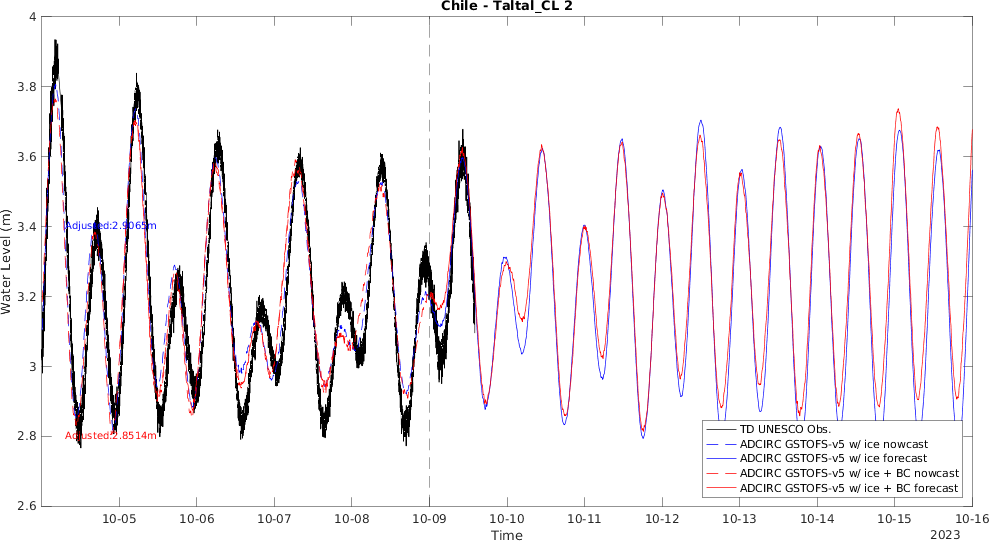 Chile - Taltal_CL 2
4
3.8
3.6
3.4
3.2
3
2.8
2.6
Water Level (m)
Adjusted:2.9065m
Adjusted:2.8514m
TD UNESCO Obs.
ADCIRC GSTOFS-v5 w/ ice nowcast
ADCIRC GSTOFS-v5 w/ ice forecast
ADCIRC GSTOFS-v5 w/ ice + BC nowcast
ADCIRC GSTOFS-v5 w/ ice + BC forecast
10-05 10-06 10-07 10-08 10-09 10-10 10-11 10-12 10-13 10-14 10-15 10-16
Time
2023